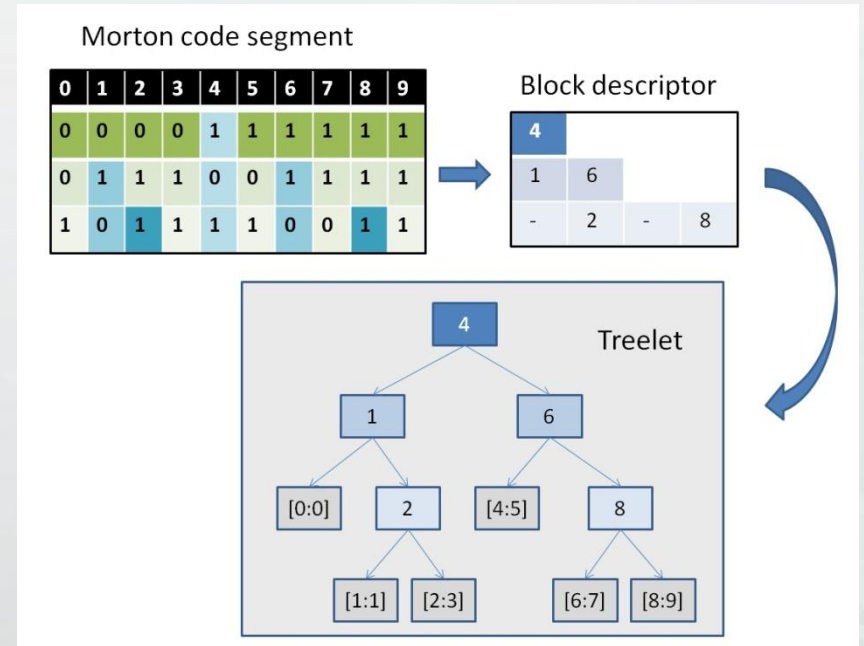 Morton code segment
0 1 2 3 4 5 6 7 8 9
0 0 0 0 1 1 1 1 1 1
0 1 1 1 0 0 1 1 1 1
1 0 1 1 1 1 0 0 1 1
Block descriptor
4
1 6
- 2 - 8
Treelet
4
1 6
[0:0] 2 [4:5] 8
[1:1] [2:3] [6:7] [8:9]